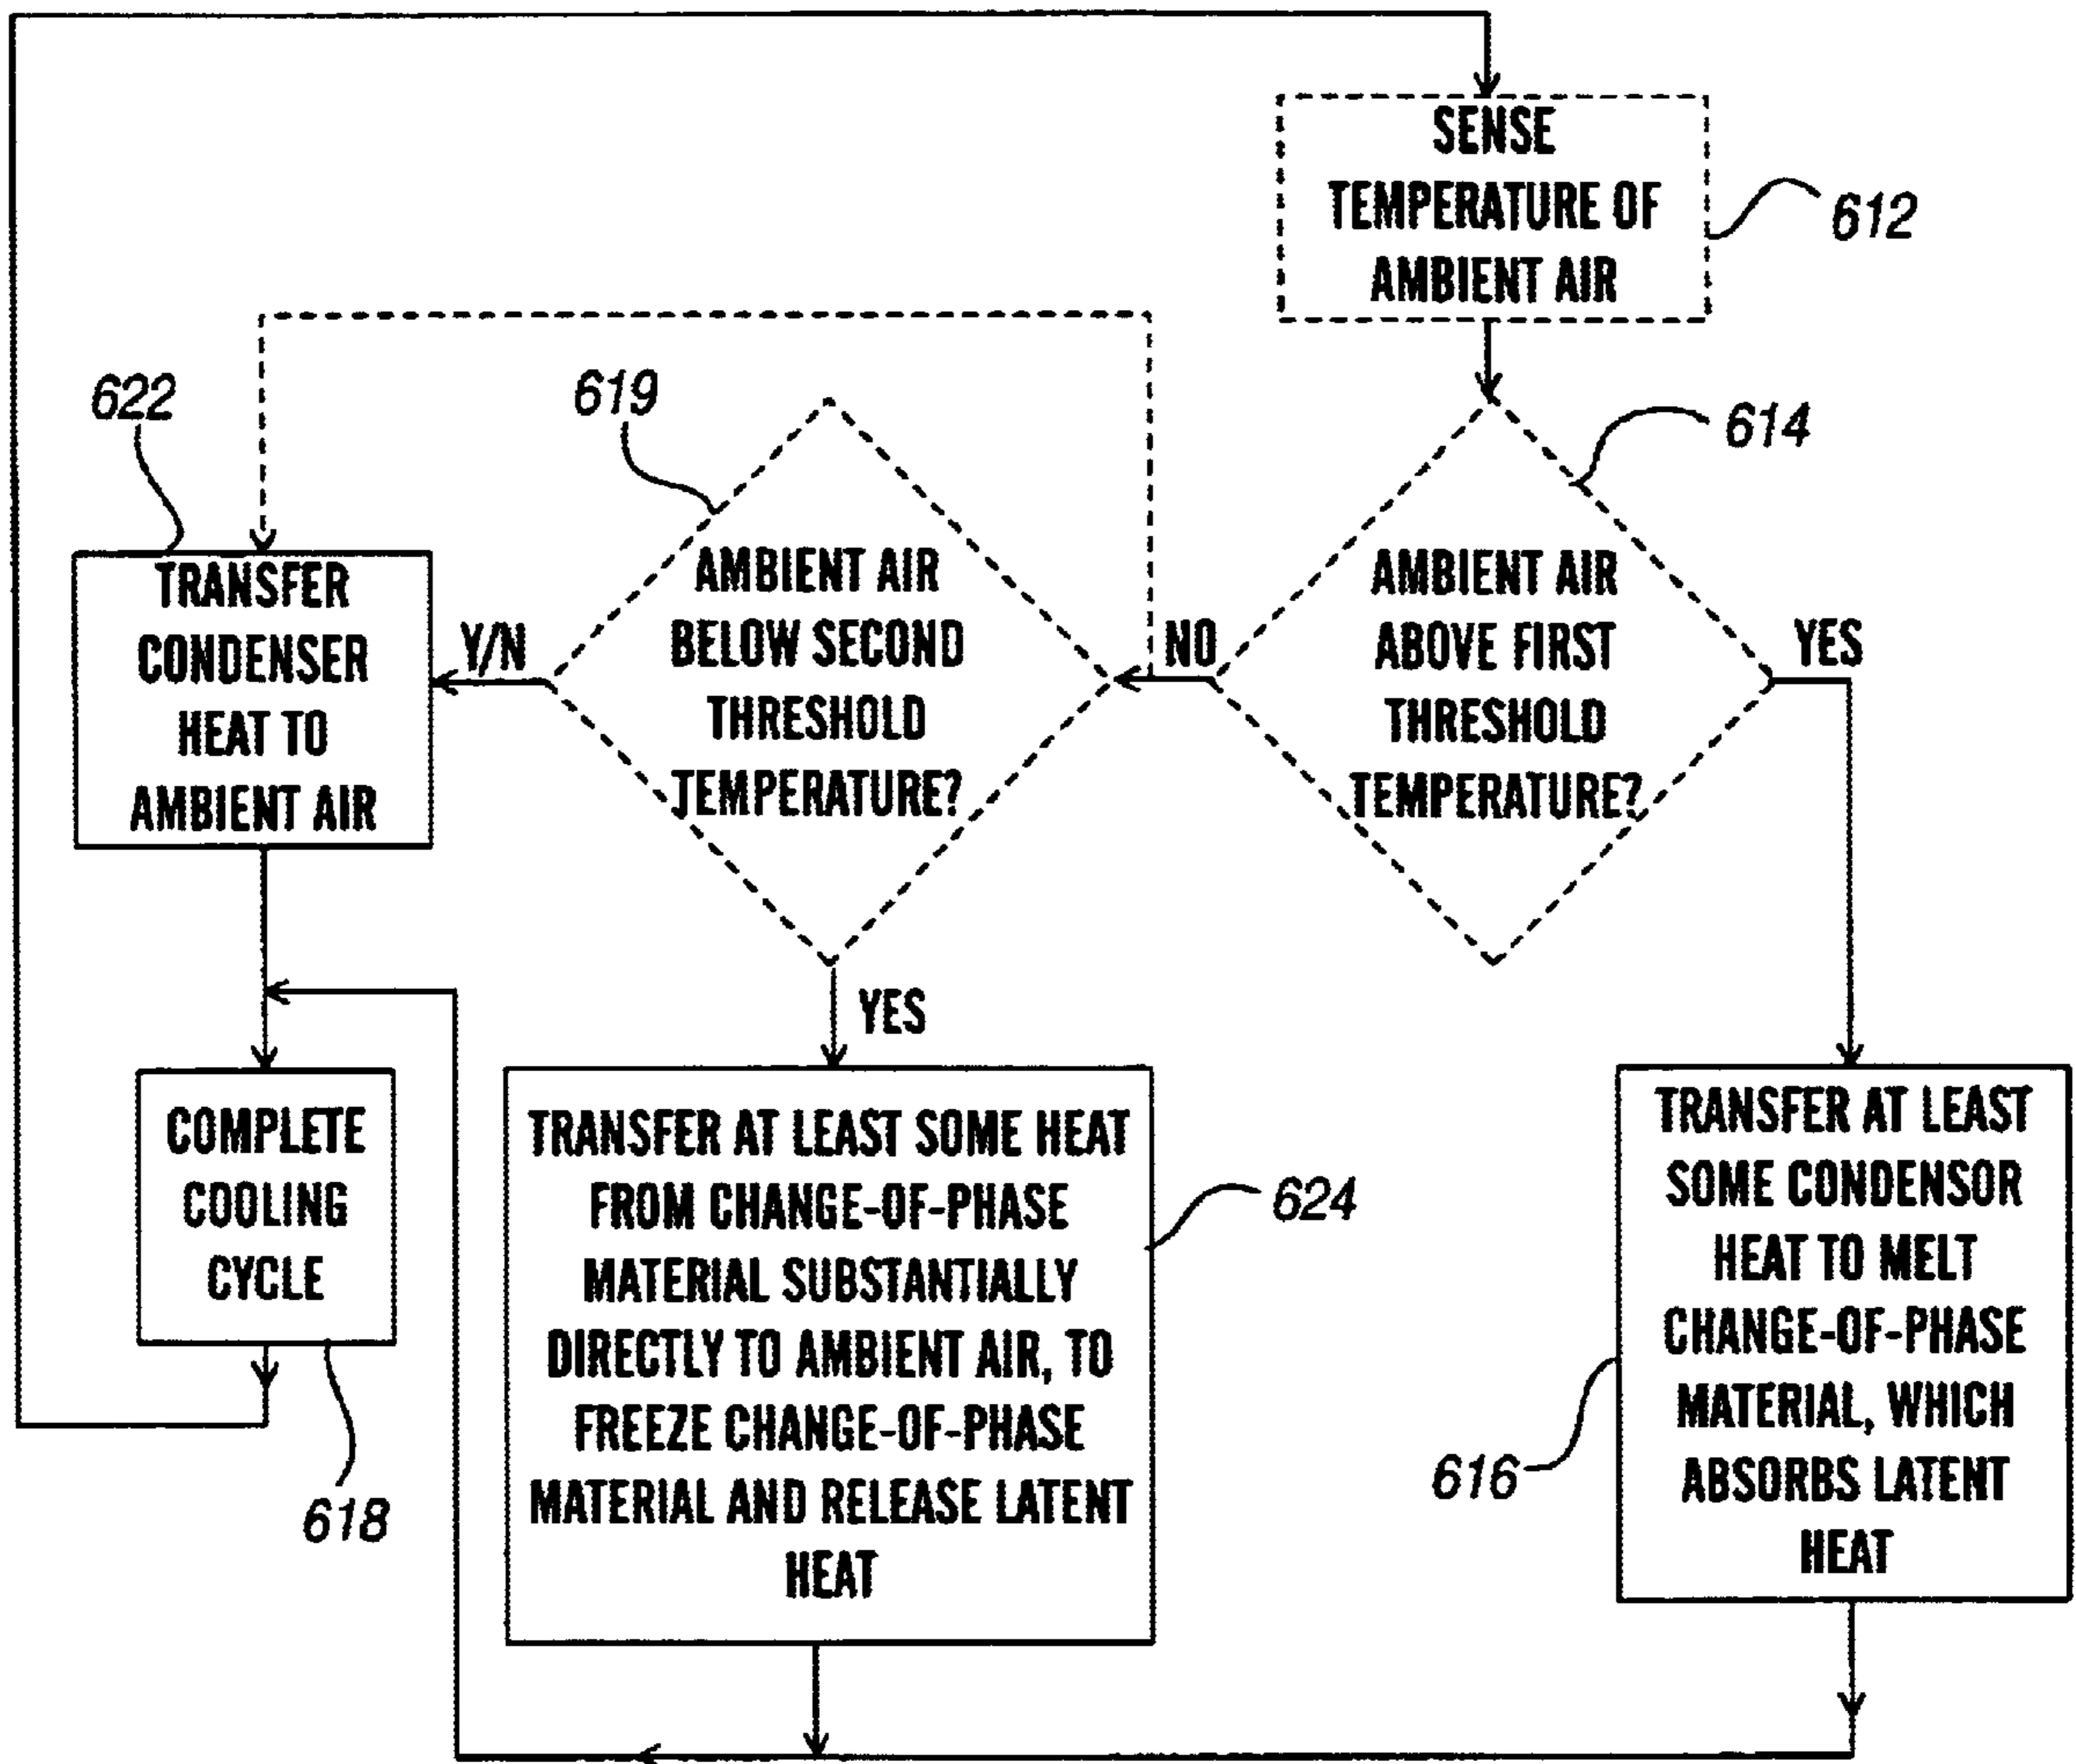 SENSE
TEMPERATURE OF
AMBIENT AIR
612
614
AMBIENT AIR
ABOVE FIRST
THRESHOLD
TEMPERATURE?
YES
NO
619
AMBIENT AIR
BELOW SECOND
THRESHOLD
TEMPERATURE?
Y/N
YES
622
TRANSFER
CONDENSER
HEAT TO
AMBIENT AIR
COMPLETE
COOLING
CYCLE
618
TRANSFER AT LEAST SOME HEAT
FROM CHANGE-OF-PHASE
MATERIAL SUBSTANTIALLY
DIRECTLY TO AMBIENT AIR, TO
FREEZE CHANGE-OF-PHASE
MATERIAL AND RELEASE LATENT
HEAT
624
TRANSFER AT LEAST
SOME CONDENSOR
HEAT TO MELT
CHANGE-OF-PHASE
MATERIAL, WHICH
ABSORBS LATENT
HEAT
616